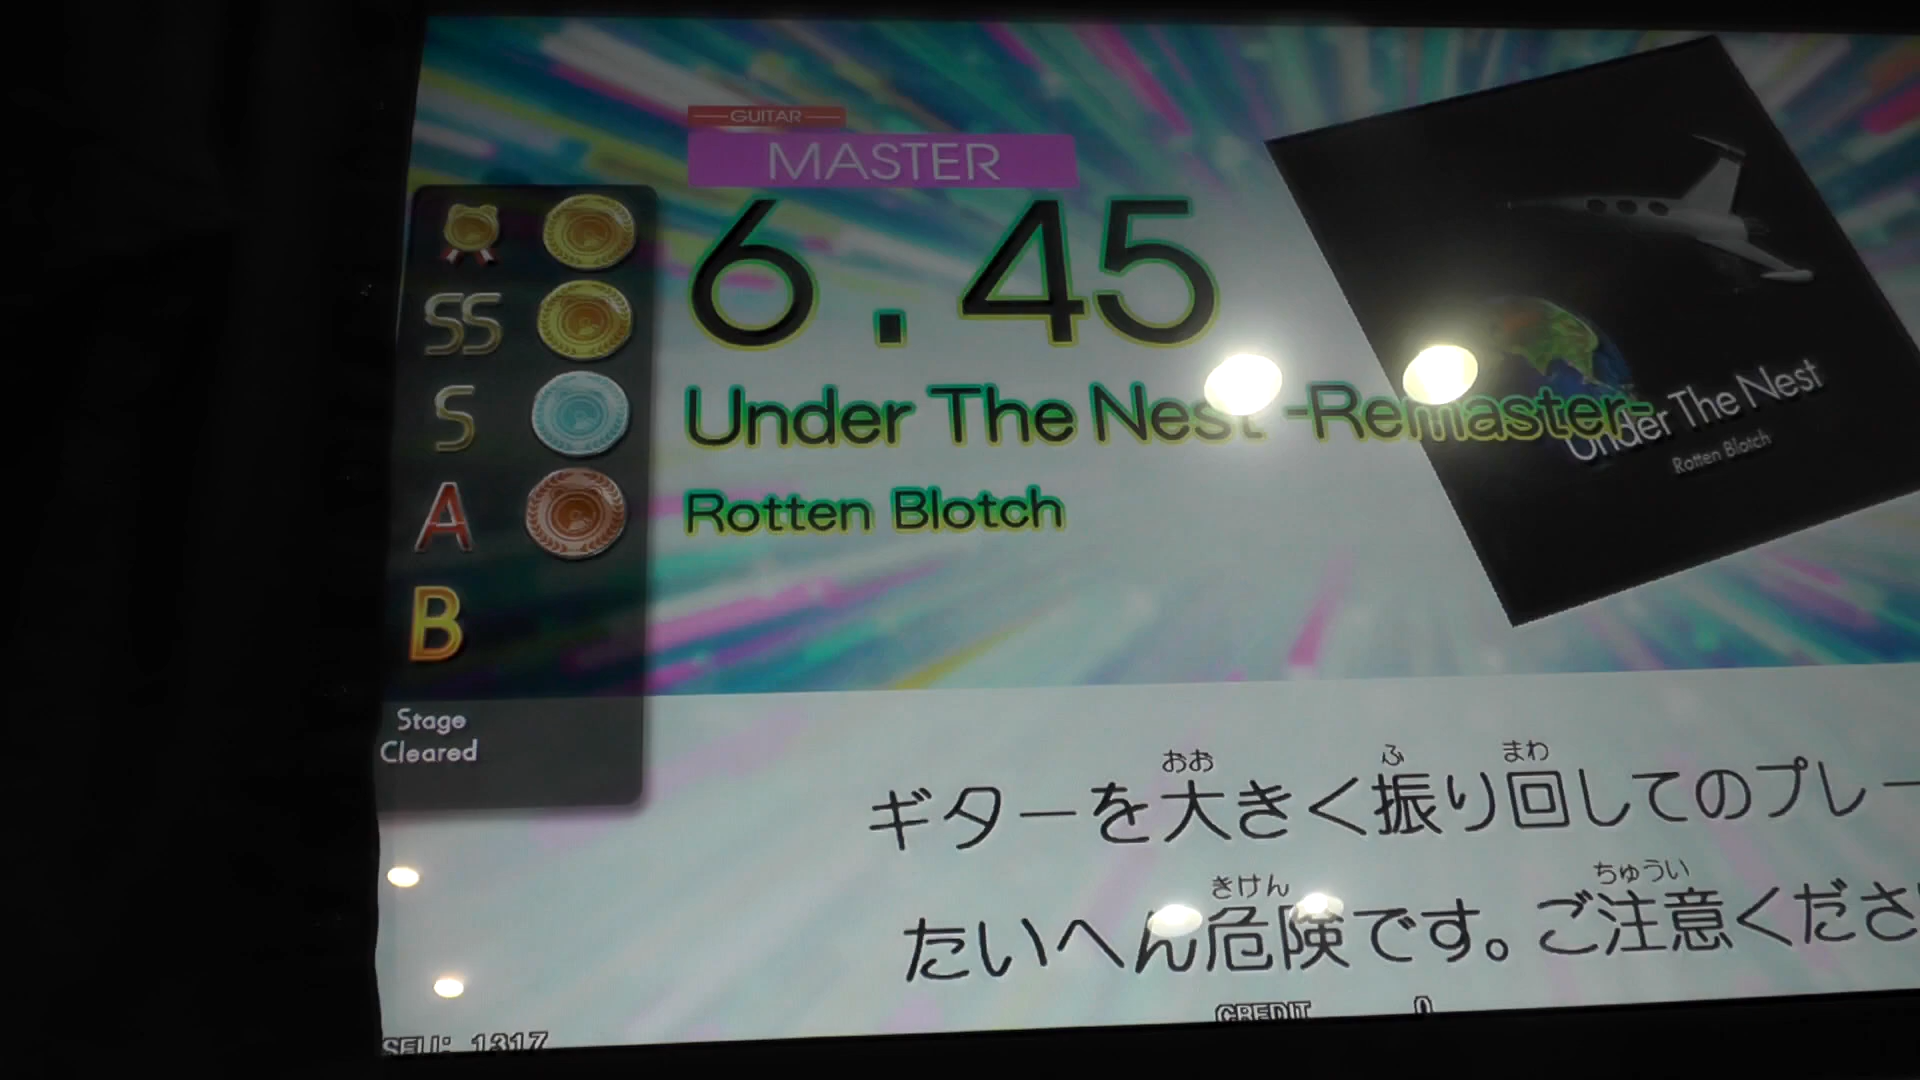 GUITAR
MASTER
6.45
Under The Nest -Remaster-
Rotten Blotch
SS
S
A
B
Stage
Cleared
Under The Nest
Rotten Blotch
おお ふ まわ
ギターを大きく振り回してのプレー
きけん ちゅうい
たいへん危険です。ご注意くださ
CREDIT 0
1317